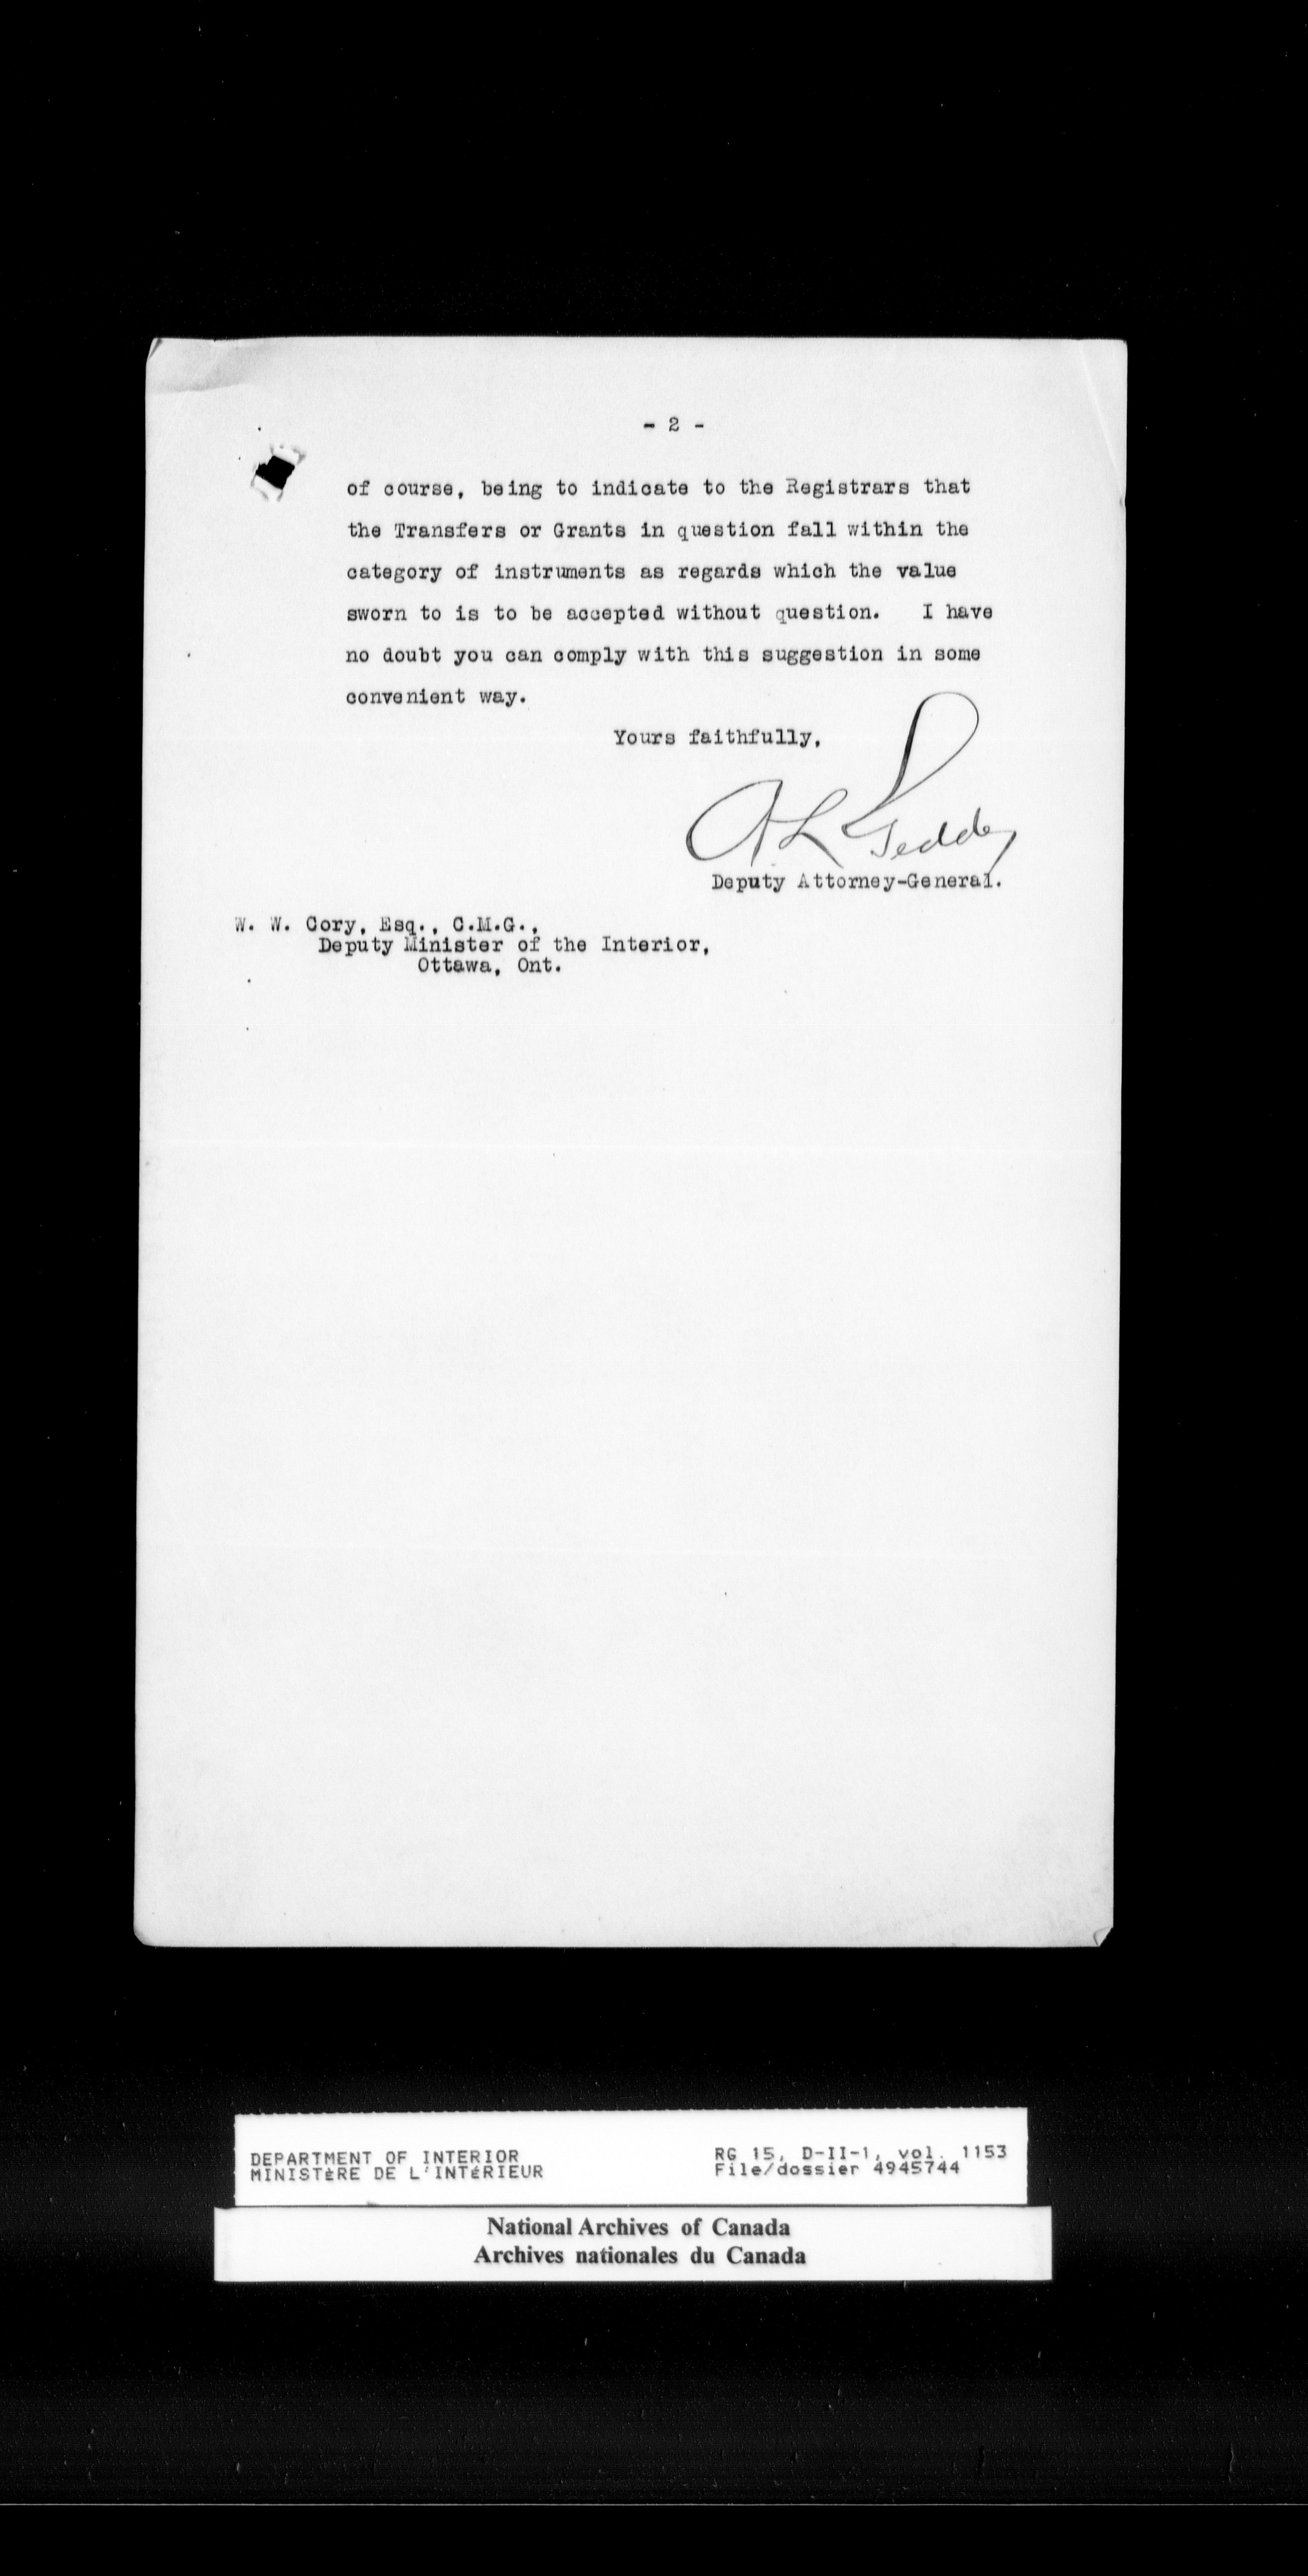 - 2 -
of course, being to indicate to the Registrars that
the Transfers or Grants in question fall within the
category of instruments as regards which the value
sworn to is to be accepted without question. I have
no doubt you can comply with this suggestion in some
convenient way.
Yours faithfully,
A L Geddes
Deputy Attorney-General.
W. W. Cory, Esq., C.M.G.,
Deputy Minister of the Interior,
Ottawa, Ont.
DEPARTMENT OF INTERIOR
MINISTÈRE DE L'INTÉRIEUR
RG 15, D-II-1, vol. 1153
File/dossier 4945744
National Archives of Canada
Archives nationales du Canada